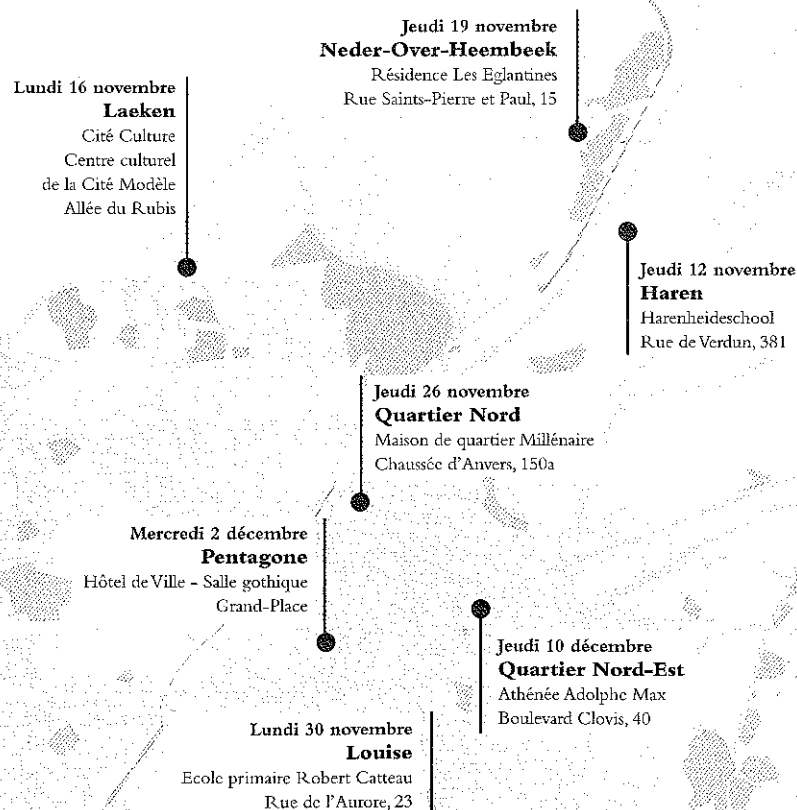 Jeudi 19 novembre
Neder-Over-Heembeek
Résidence Les Eglantines
Rue Saints-Pierre et Paul, 15
Lundi 16 novembre
Laeken
Cité Culture
Centre culturel
de la Cité Modèle
Allée du Rubis
Jeudi 12 novembre
Haren
Harenheideschool
Rue de Verdun, 381
Jeudi 26 novembre
Quartier Nord
Maison de quartier Millénaire
Chaussée d'Anvers, 150a
Mercredi 2 décembre
Pentagone
Hôtel de Ville - Salle gothique
Grand-Place
Jeudi 10 décembre
Quartier Nord-Est
Athénée Adolphe Max
Boulevard Clovis, 40
Lundi 30 novembre
Louise
Ecole primaire Robert Catteau
Rue de l'Aurore, 23